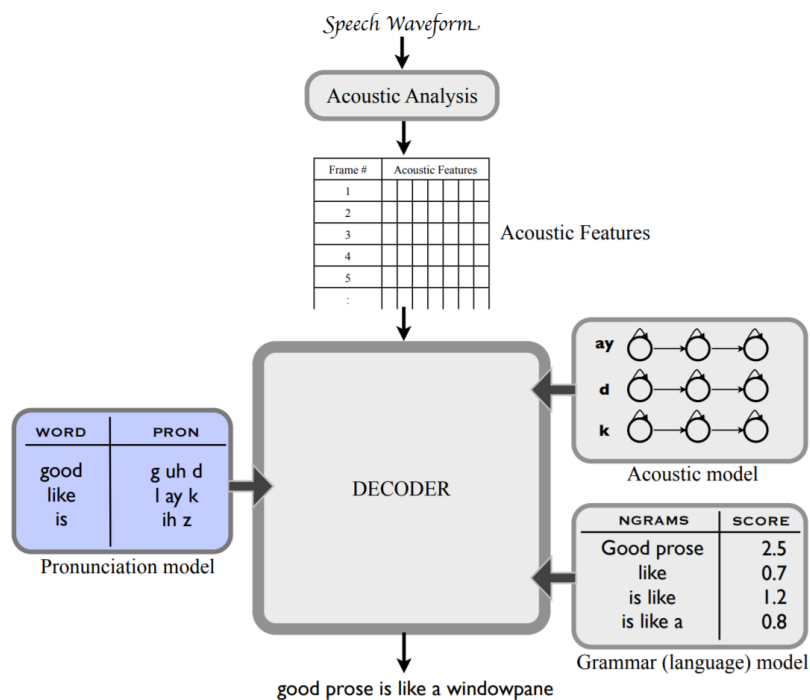 Speech Waveform
Acoustic Analysis
Frame # Acoustic Features
1
2
3
4
5
:
Acoustic Features
ay
d
k
Acoustic model
WORD PRON
good g uh d
like l ay k
is ih z
Pronunciation model
DECODER
NGRAMS SCORE
Good prose 2.5
like 0.7
is like 1.2
is like a 0.8
Grammar (language) model
good prose is like a windowpane